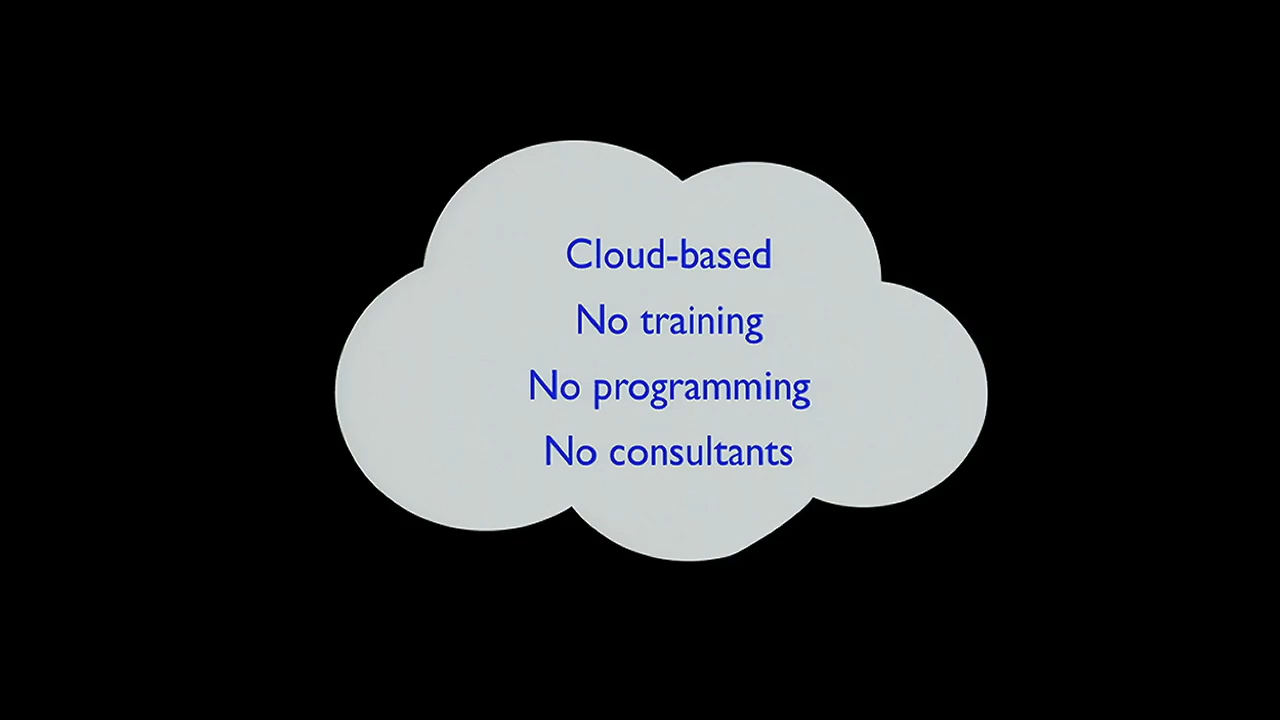 Cloud-based
No training
No programming
No consultants